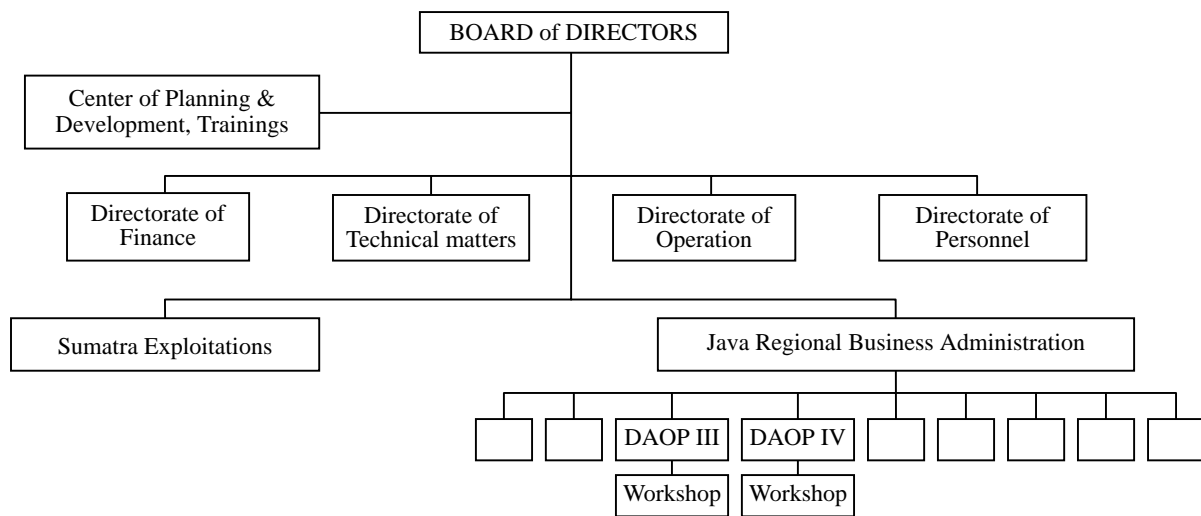 BOARD of DIRECTORS
Center of Planning &
Development, Trainings
Directorate of
Finance
Directorate of
Technical matters
Directorate of
Operation
Directorate of
Personnel
Sumatra Exploitations
Java Regional Business Administration
DAOP III
DAOP IV
Workshop
Workshop